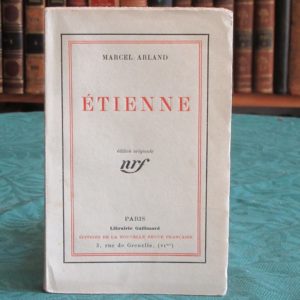 MARCEL ARLAND
ÉTIENNE
édition originale
nrf
PARIS
Librairie Gallimard
ÉDITIONS DE LA NOUVELLE REVUE FRANÇAISE
3, rue de Grenelle. (VIme)